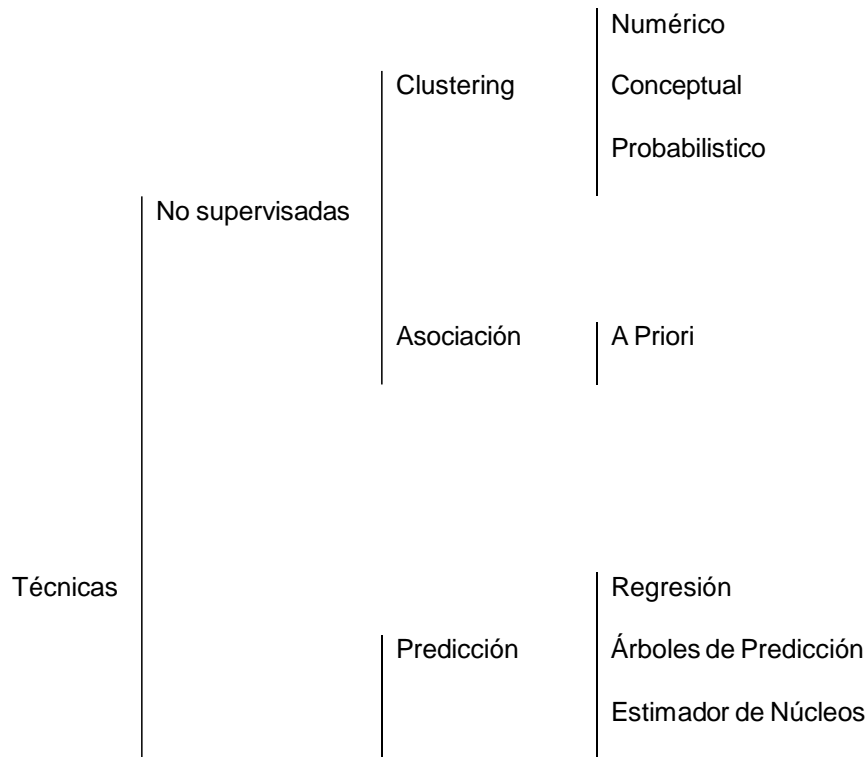 Numérico
Clustering Conceptual
Probabilistico
No supervisadas
Asociación A Priori
Técnicas Regresión
Predicción Árboles de Predicción
Estimador de Núcleos